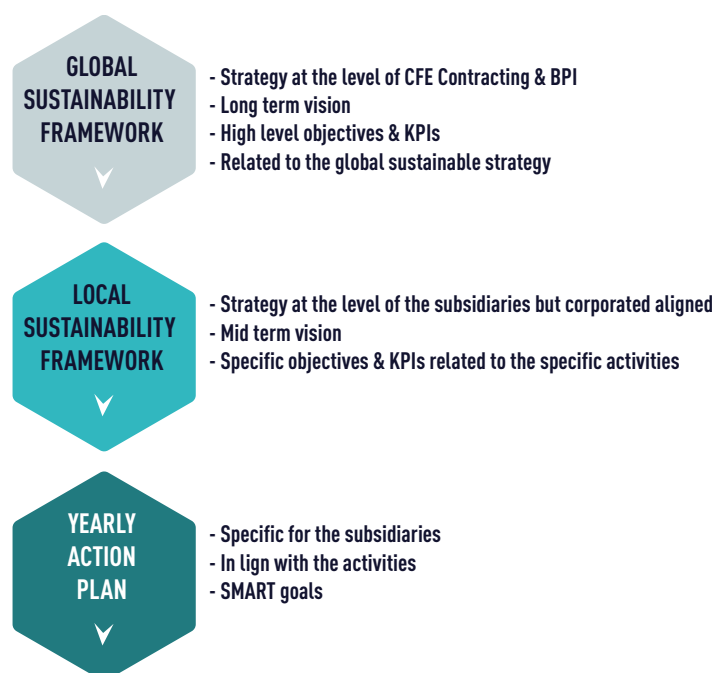 GLOBAL
SUSTAINABILITY
FRAMEWORK
- Strategy at the level of CFE Contracting & BPI
- Long term vision
- High level objectives & KPIs
- Related to the global sustainable strategy
LOCAL
SUSTAINABILITY
FRAMEWORK
- Strategy at the level of the subsidiaries but corporated aligned
- Mid term vision
- Specific objectives & KPIs related to the specific activities
YEARLY
ACTION
PLAN
- Specific for the subsidiaries
- In lign with the activities
- SMART goals